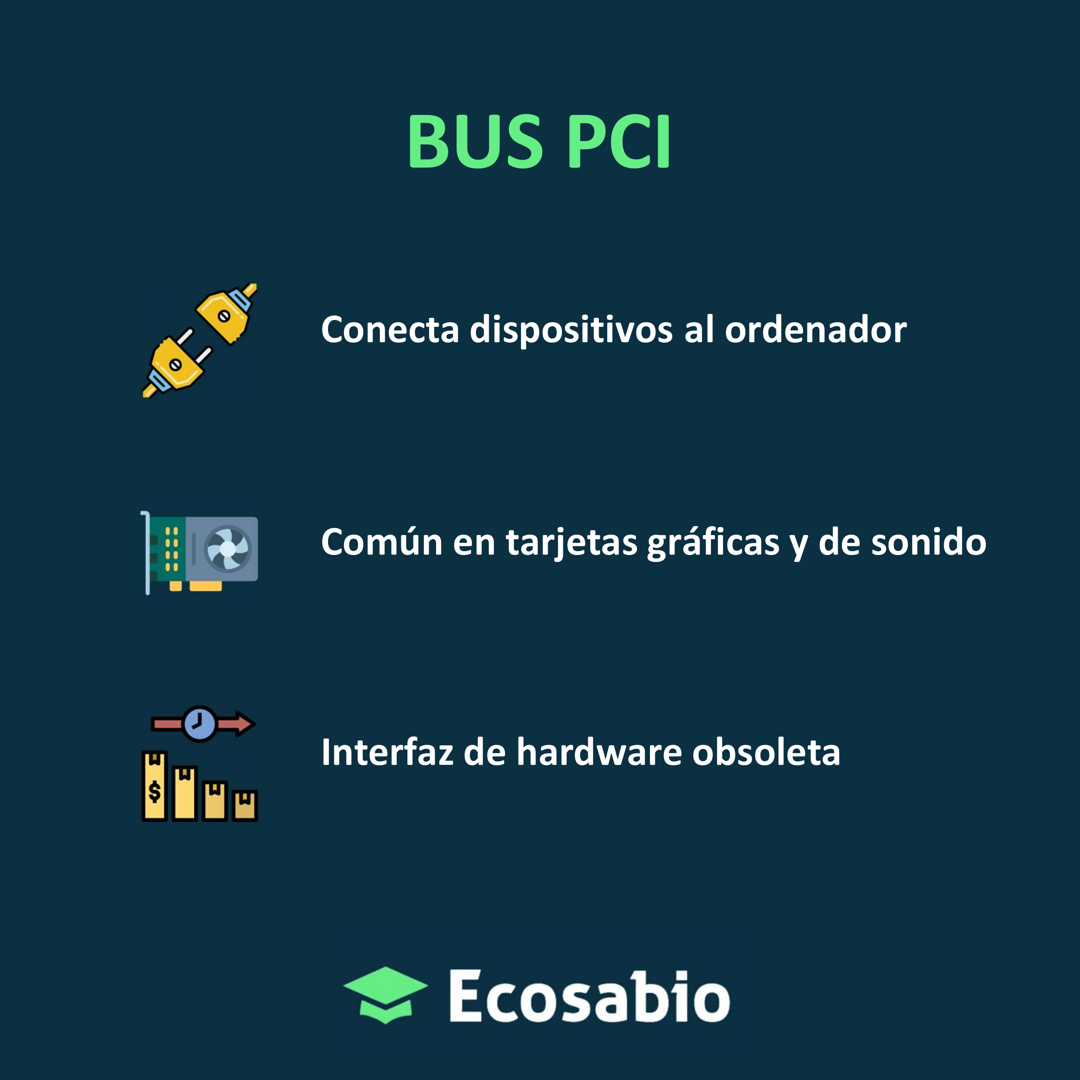 BUS PCI
Conecta dispositivos al ordenador
Común en tarjetas gráficas y de sonido
$
Interfaz de hardware obsoleta
Ecosabio